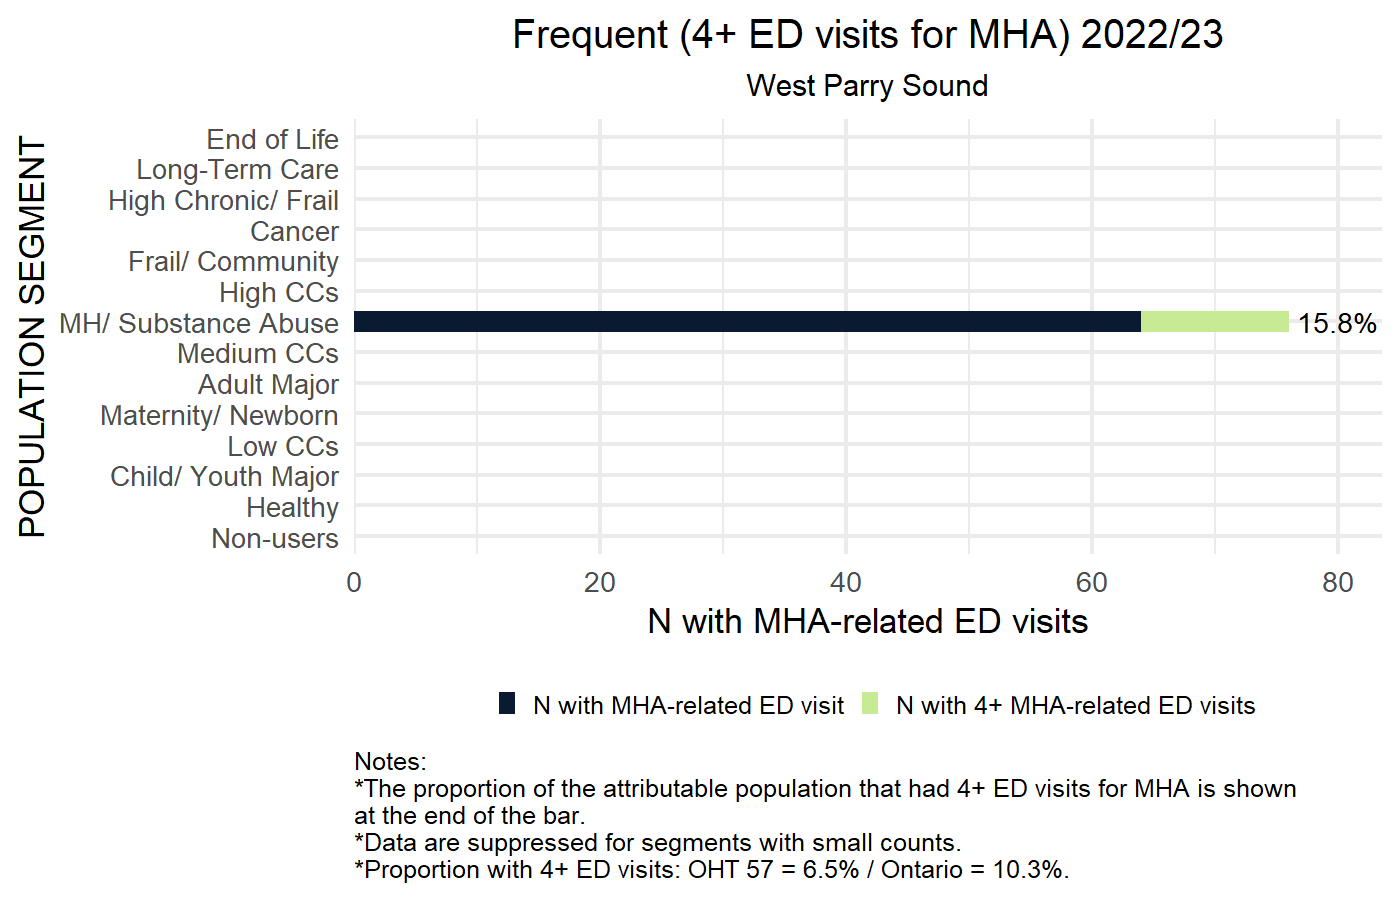 Frequent (4+ ED visits for MHA) 2022/23
West Parry Sound
POPULATION SEGMENT
End of Life
Long-Term Care
High Chronic/ Frail
Cancer
Frail/ Community
High CCs
MH/ Substance Abuse
15.8%
Medium CCs
Adult Major
Maternity/ Newborn
Low CCs
Child/ Youth Major
Healthy
Non-users
0 20 40 60 80
N with MHA-related ED visits
N with MHA-related ED visit N with 4+ MHA-related ED visits
Notes:
*The proportion of the attributable population that had 4+ ED visits for MHA is shown
at the end of the bar.
*Data are suppressed for segments with small counts.
*Proportion with 4+ ED visits: OHT 57 = 6.5% / Ontario = 10.3%.